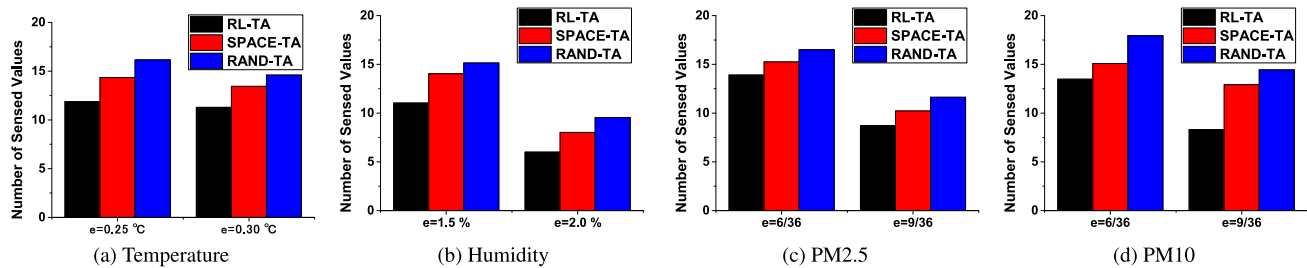 Number of Sensed Values
20
15
10
5
0
RL-TA
SPACE-TA
RAND-TA
e=0.25 ℃
e=0.30 ℃
(a) Temperature
Number of Sensed Values
20
15
10
5
0
RL-TA
SPACE-TA
RAND-TA
e=1.5 %
e=2.0 %
(b) Humidity
Number of Sensed Values
20
15
10
5
0
RL-TA
SPACE-TA
RAND-TA
e=6/36
e=9/36
(c) PM2.5
Number of Sensed Values
20
15
10
5
0
RL-TA
SPACE-TA
RAND-TA
e=6/36
e=9/36
(d) PM10